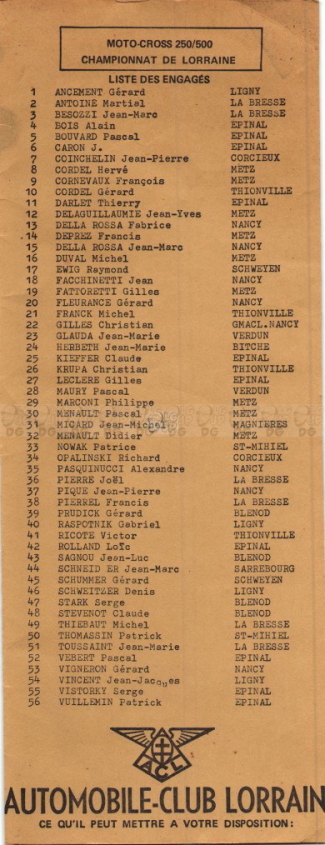 MOTO-CROSS 250/500
CHAMPIONNAT DE LORRAINE
LISTE DES ENGAGÉS
1 ANCEMENT Gérard LIGNY
2 ANTOINE Martial LA BRESSE
3 BESOZZI Jean-Marc LA BRESSE
4 BOIS Alain EPINAL
5 BOUVARD Pascal EPINAL
6 CARON J. EPINAL
7 COINCHELIN Jean-Pierre CORCIEUX
8 CORDEL Hervé METZ
9 CORNEVAUX François METZ
10 CORDEL Gérard THIONVILLE
11 DARLET Thierry EPINAL
12 DELAGUILLAUMIE Jean-Yves METZ
13 DELLA ROSSA Fabrice NANCY
14 DEPREZ Francis METZ
15 DELLA ROSSA Jean-Marc NANCY
16 DUVAL Michel METZ
17 EWIG Raymond SCHWEYEN
18 FACCHINETTI Jean NANCY
19 FATTORETTI Gilles METZ
20 FLEURANCE Gérard NANCY
21 FRANCK Michel THIONVILLE
22 GILLES Christian GMACL.NANCY
23 GLAUDA Jean-Marie VERDUN
24 HERBETH Jean-Marie BITCHE
25 KIEFFER Claude EPINAL
26 KRUPA Christian THIONVILLE
27 LECLERE Gilles EPINAL
28 MAURY Pascal VERDUN
29 MARCONI Philippe METZ
30 MENAULT Pascal METZ
31 MICARD Jean-Michel MAGNIERES
32 MENAULT Didier METZ
33 NOWAK Patrice ST-MIHIEL
34 OPALINSKI Richard CORCIEUX
35 PASQUINUCCI Alexandre NANCY
36 PIERRE Joël LA BRESSE
37 PIQUE Jean-Pierre NANCY
38 PIERREL Francis LA BRESSE
39 PRUDICK Gérard BLENOD
40 RASPOTNIK Gabriel LIGNY
41 RICOTE Victor THIONVILLE
42 ROLLAND Loïc EPINAL
43 SAGNOU Jean-Luc BLENOD
44 SCHNEID ER Jean-Marc SARREBOURG
45 SCHUMMER Gérard SCHWEYEN
46 SCHWEITZER Denis LIGNY
47 STARK Serge BLENOD
48 STEVENOT Claude BLENOD
49 THIEBAUT Michel LA BRESSE
50 THOMASSIN Patrick ST-MIHIEL
51 TOUSSAINT Jean-Marie LA BRESSE
52 VEBERT Pascal EPINAL
53 VIGNERON Gérard NANCY
54 VINCENT Jean-Jacques LIGNY
55 VISTORKY Serge EPINAL
56 VUILLEMIN Patrick EPINAL
AS
ACL
AUTOMOBILE-CLUB LORRAIN
CE QU'IL PEUT METTRE A VOTRE DISPOSITION: